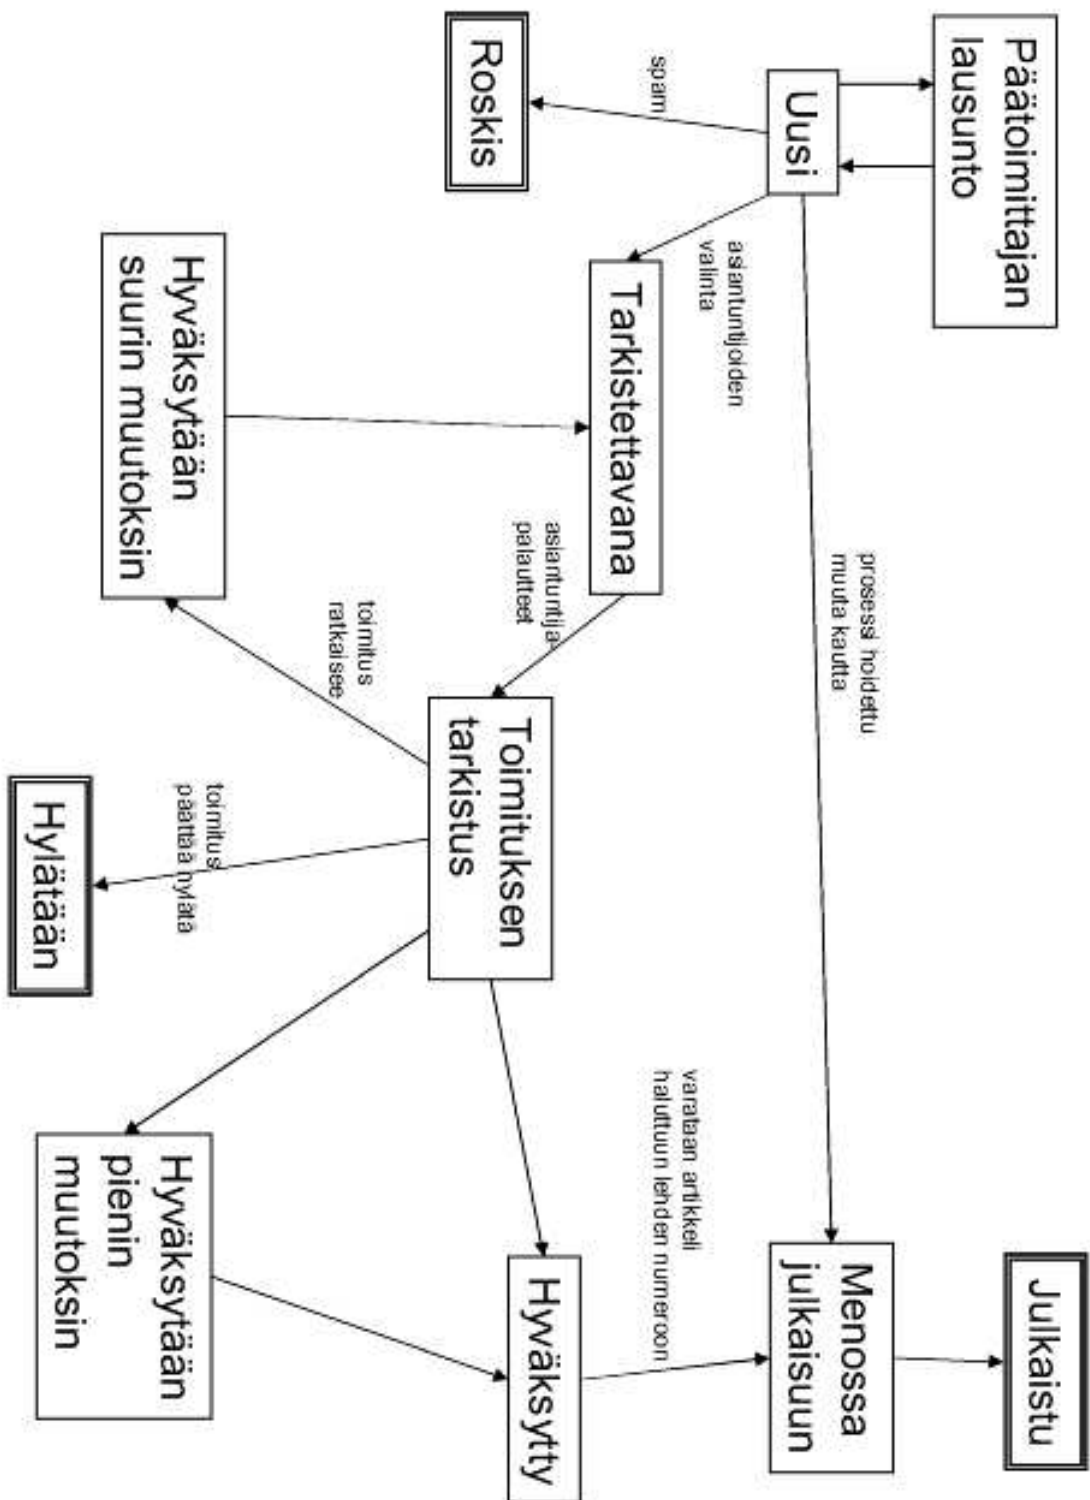 Päätoimittajan
lausunto
Julkaistu
Uusi
prosessi hoidettu
muuta kautta
Menossa
julkaisuun
asiantuntijoiden
valinta
spam
Roskis
Tarkistettavana
asiantuntija-
palautteet
varataan artikkeli
haluttuun lehden numeroon
Toimituksen
tarkistus
Hyväksytty
toimitus
ratkaisee
Hyväksytään
suurin muutoksin
toimitus
päättää hylätä
Hylätään
Hyväksytään
pienin
muutoksin